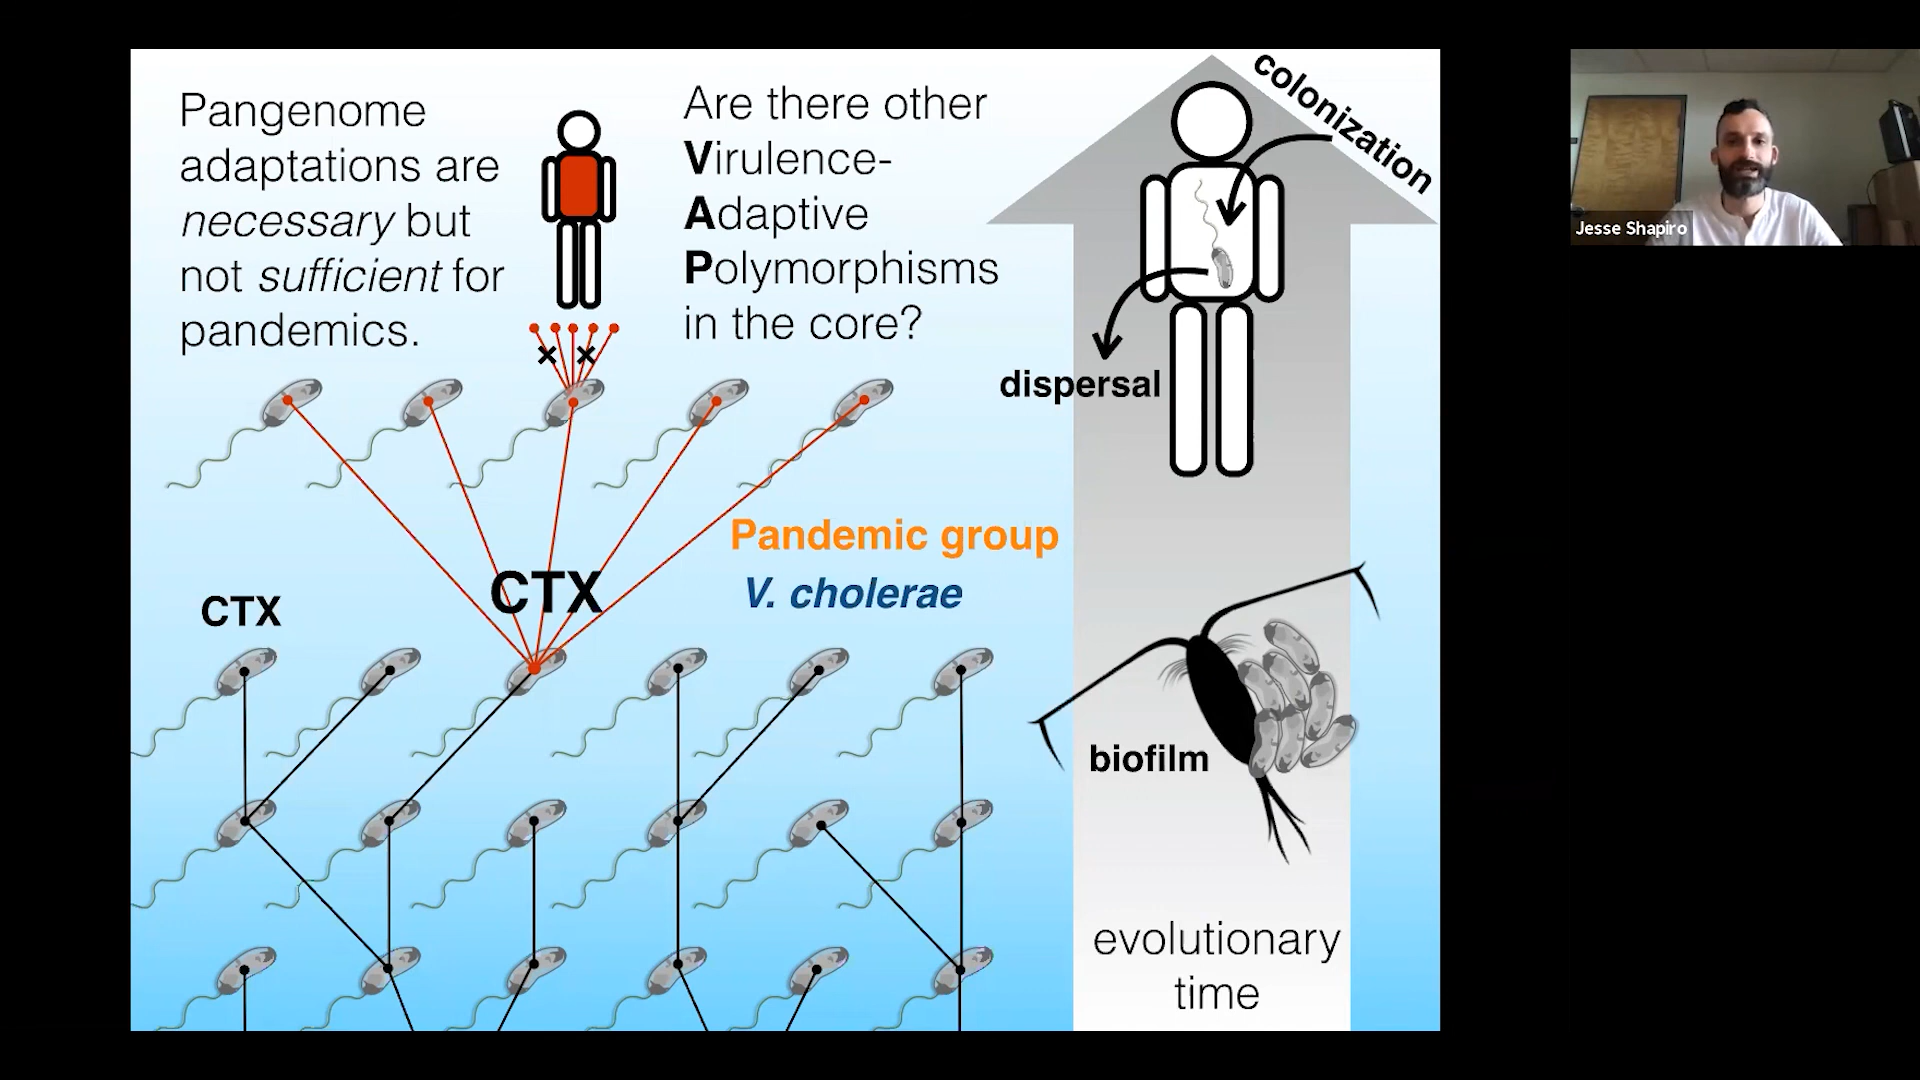 Pangenome
adaptations are
necessary but
not sufficient for
pandemics.
Are there other
Virulence-
Adaptive
Polymorphisms
in the core?
colonization
dispersal
Jesse Shapiro
Pandemic group
V. cholerae
CTX
CTX
biofilm
evolutionary
time